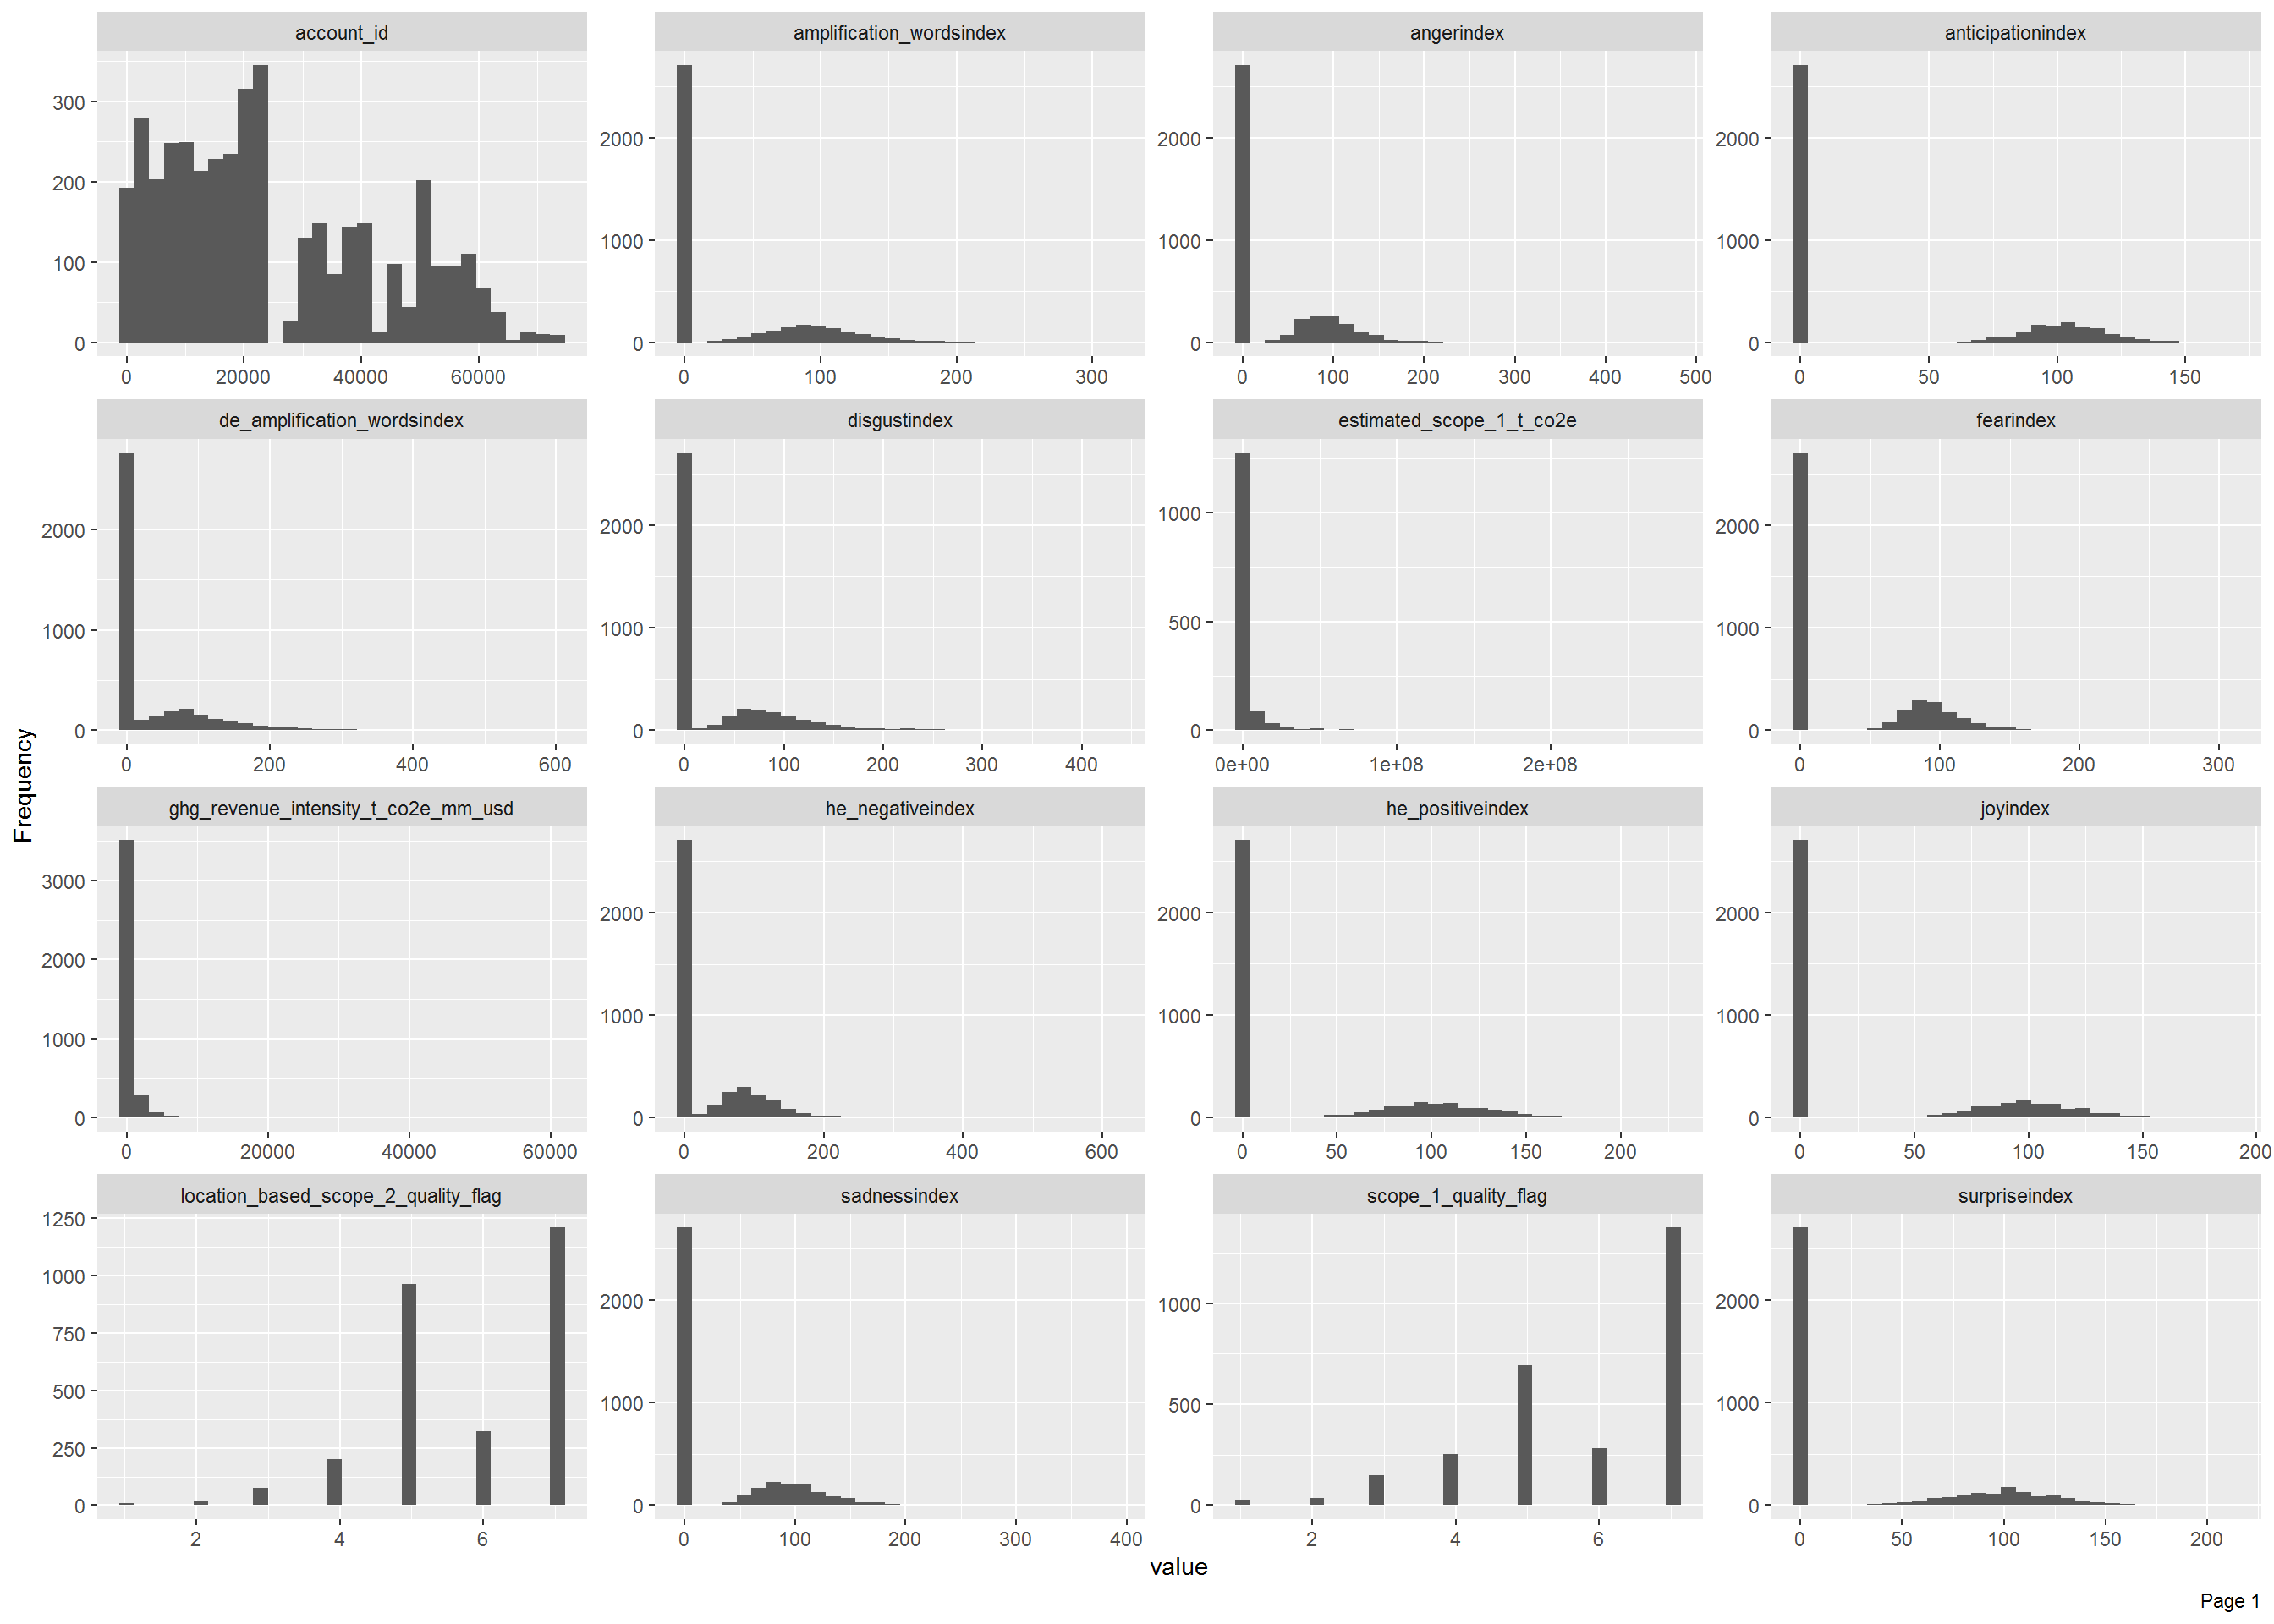 account_id
amplification_wordsindex
angerindex
anticipationindex
300
200
100
0
0 20000 40000 60000
2000
1000
0
0 100 200 300
2000
1000
0
0 100 200 300 400 500
2000
1000
0
0 50 100 150
de_amplification_wordsindex
disgustindex
estimated_scope_1_t_co2e
fearindex
2000
1000
0
0 200 400 600
2000
1000
0
0 100 200 300 400
1000
500
0
0e+00 1e+08 2e+08
2000
1000
0
0 100 200 300
ghg_revenue_intensity_t_co2e_mm_usd
he_negativeindex
he_positiveindex
joyindex
3000
2000
1000
0
0 20000 40000 60000
2000
1000
0
0 200 400 600
2000
1000
0
0 50 100 150 200
2000
1000
0
0 50 100 150 200
location_based_scope_2_quality_flag
sadnessindex
scope_1_quality_flag
surpriseindex
1250
1000
750
500
250
0
2 4 6
2000
1000
0
0 100 200 300 400
1000
500
0
2 4 6
2000
1000
0
0 50 100 150 200
Frequency
value
Page 1